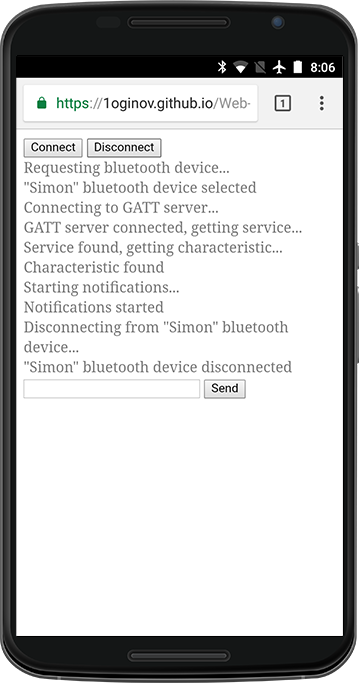 8:06
https://1oginov.github.io/Web-
1
Connect Disconnect
Requesting bluetooth device...
"Simon" bluetooth device selected
Connecting to GATT server...
GATT server connected, getting service...
Service found, getting characteristic...
Characteristic found
Starting notifications...
Notifications started
Disconnecting from "Simon" bluetooth
device...
"Simon" bluetooth device disconnected
Send